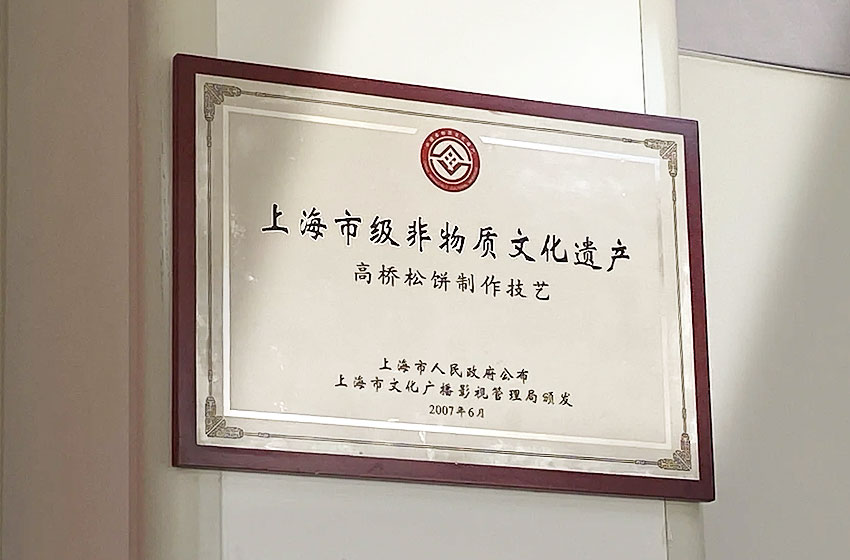 上海市级非物质文化遗产
高桥松饼制作技艺
上海市人民政府公布
上海市文化广播影视管理局颁发
2007年6月